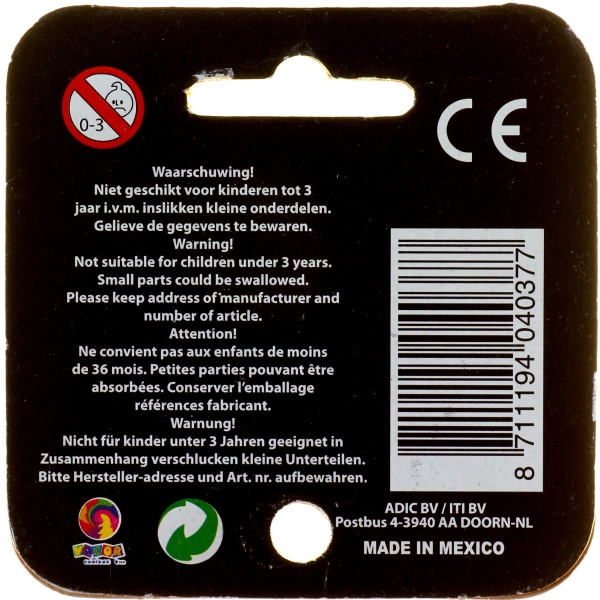 0-3
CE
Waarschuwing!
Niet geschikt voor kinderen tot 3
jaar i.v.m. inslikken kleine onderdelen.
Gelieve de gegevens te bewaren.
Warning!
Not suitable for children under 3 years.
Small parts could be swallowed.
Please keep address of manufacturer and
number of article.
Attention!
Ne convient pas aux enfants de moins
de 36 mois. Petites parties pouvant être
absorbées. Conserver l'emballage
références fabricant.
Warnung!
Nicht für kinder unter 3 Jahren geeignet in
Zusammenhang verschlucken kleine Unterteilen.
Bitte Hersteller-adresse und Art. nr. aufbewahren.
8 711194 040377
ADIC BV / ITI BV
Postbus 4-3940 AA DOORN-NL
MADE IN MEXICO